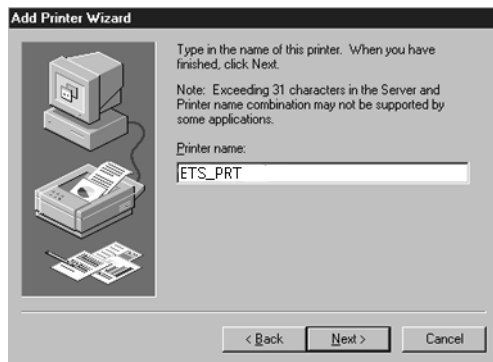 Add Printer Wizard
Type in the name of this printer. When you have
finished, click Next.
Note: Exceeding 31 characters in the Server and
Printer name combination may not be supported by
some applications.
Printer name:
ETS_PRT
< Back
Next >
Cancel